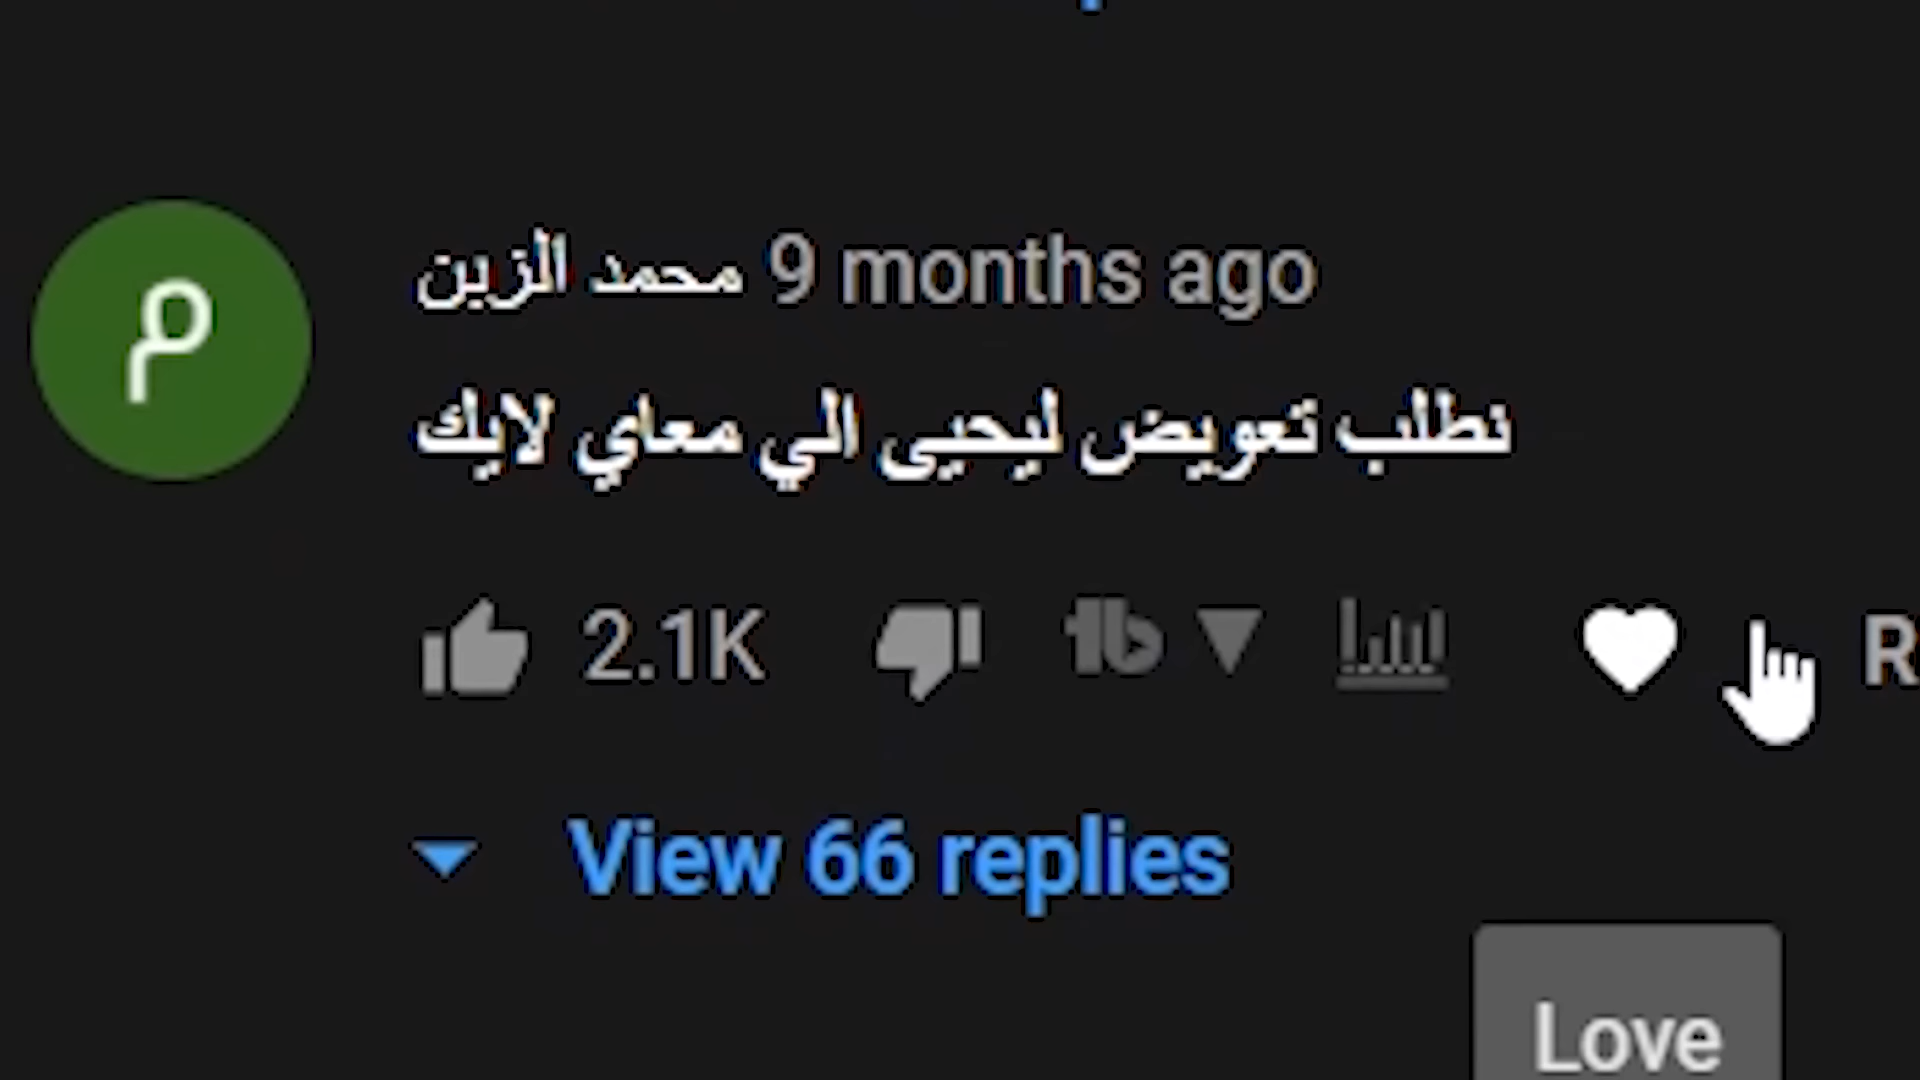 م
محمد الزين 9 months ago
نطلب تعويض ليحيى الي معاي لايك
2.1K
View 66 replies
Love